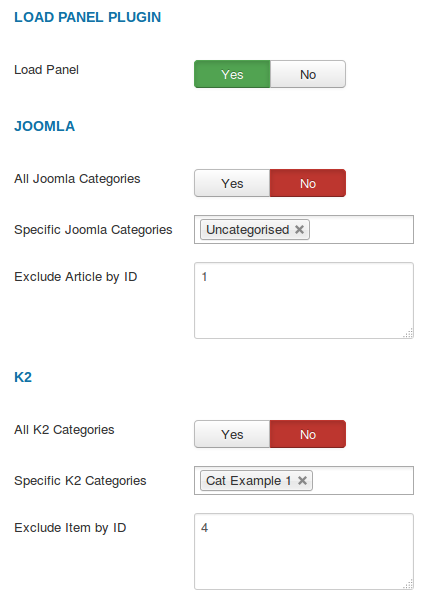 LOAD PANEL PLUGIN
Load Panel Yes No
JOOMLA
All Joomla Categories Yes No
Specific Joomla Categories Uncategorised ×
Exclude Article by ID 1
K2
All K2 Categories Yes No
Specific K2 Categories Cat Example 1 ×
Exclude Item by ID 4